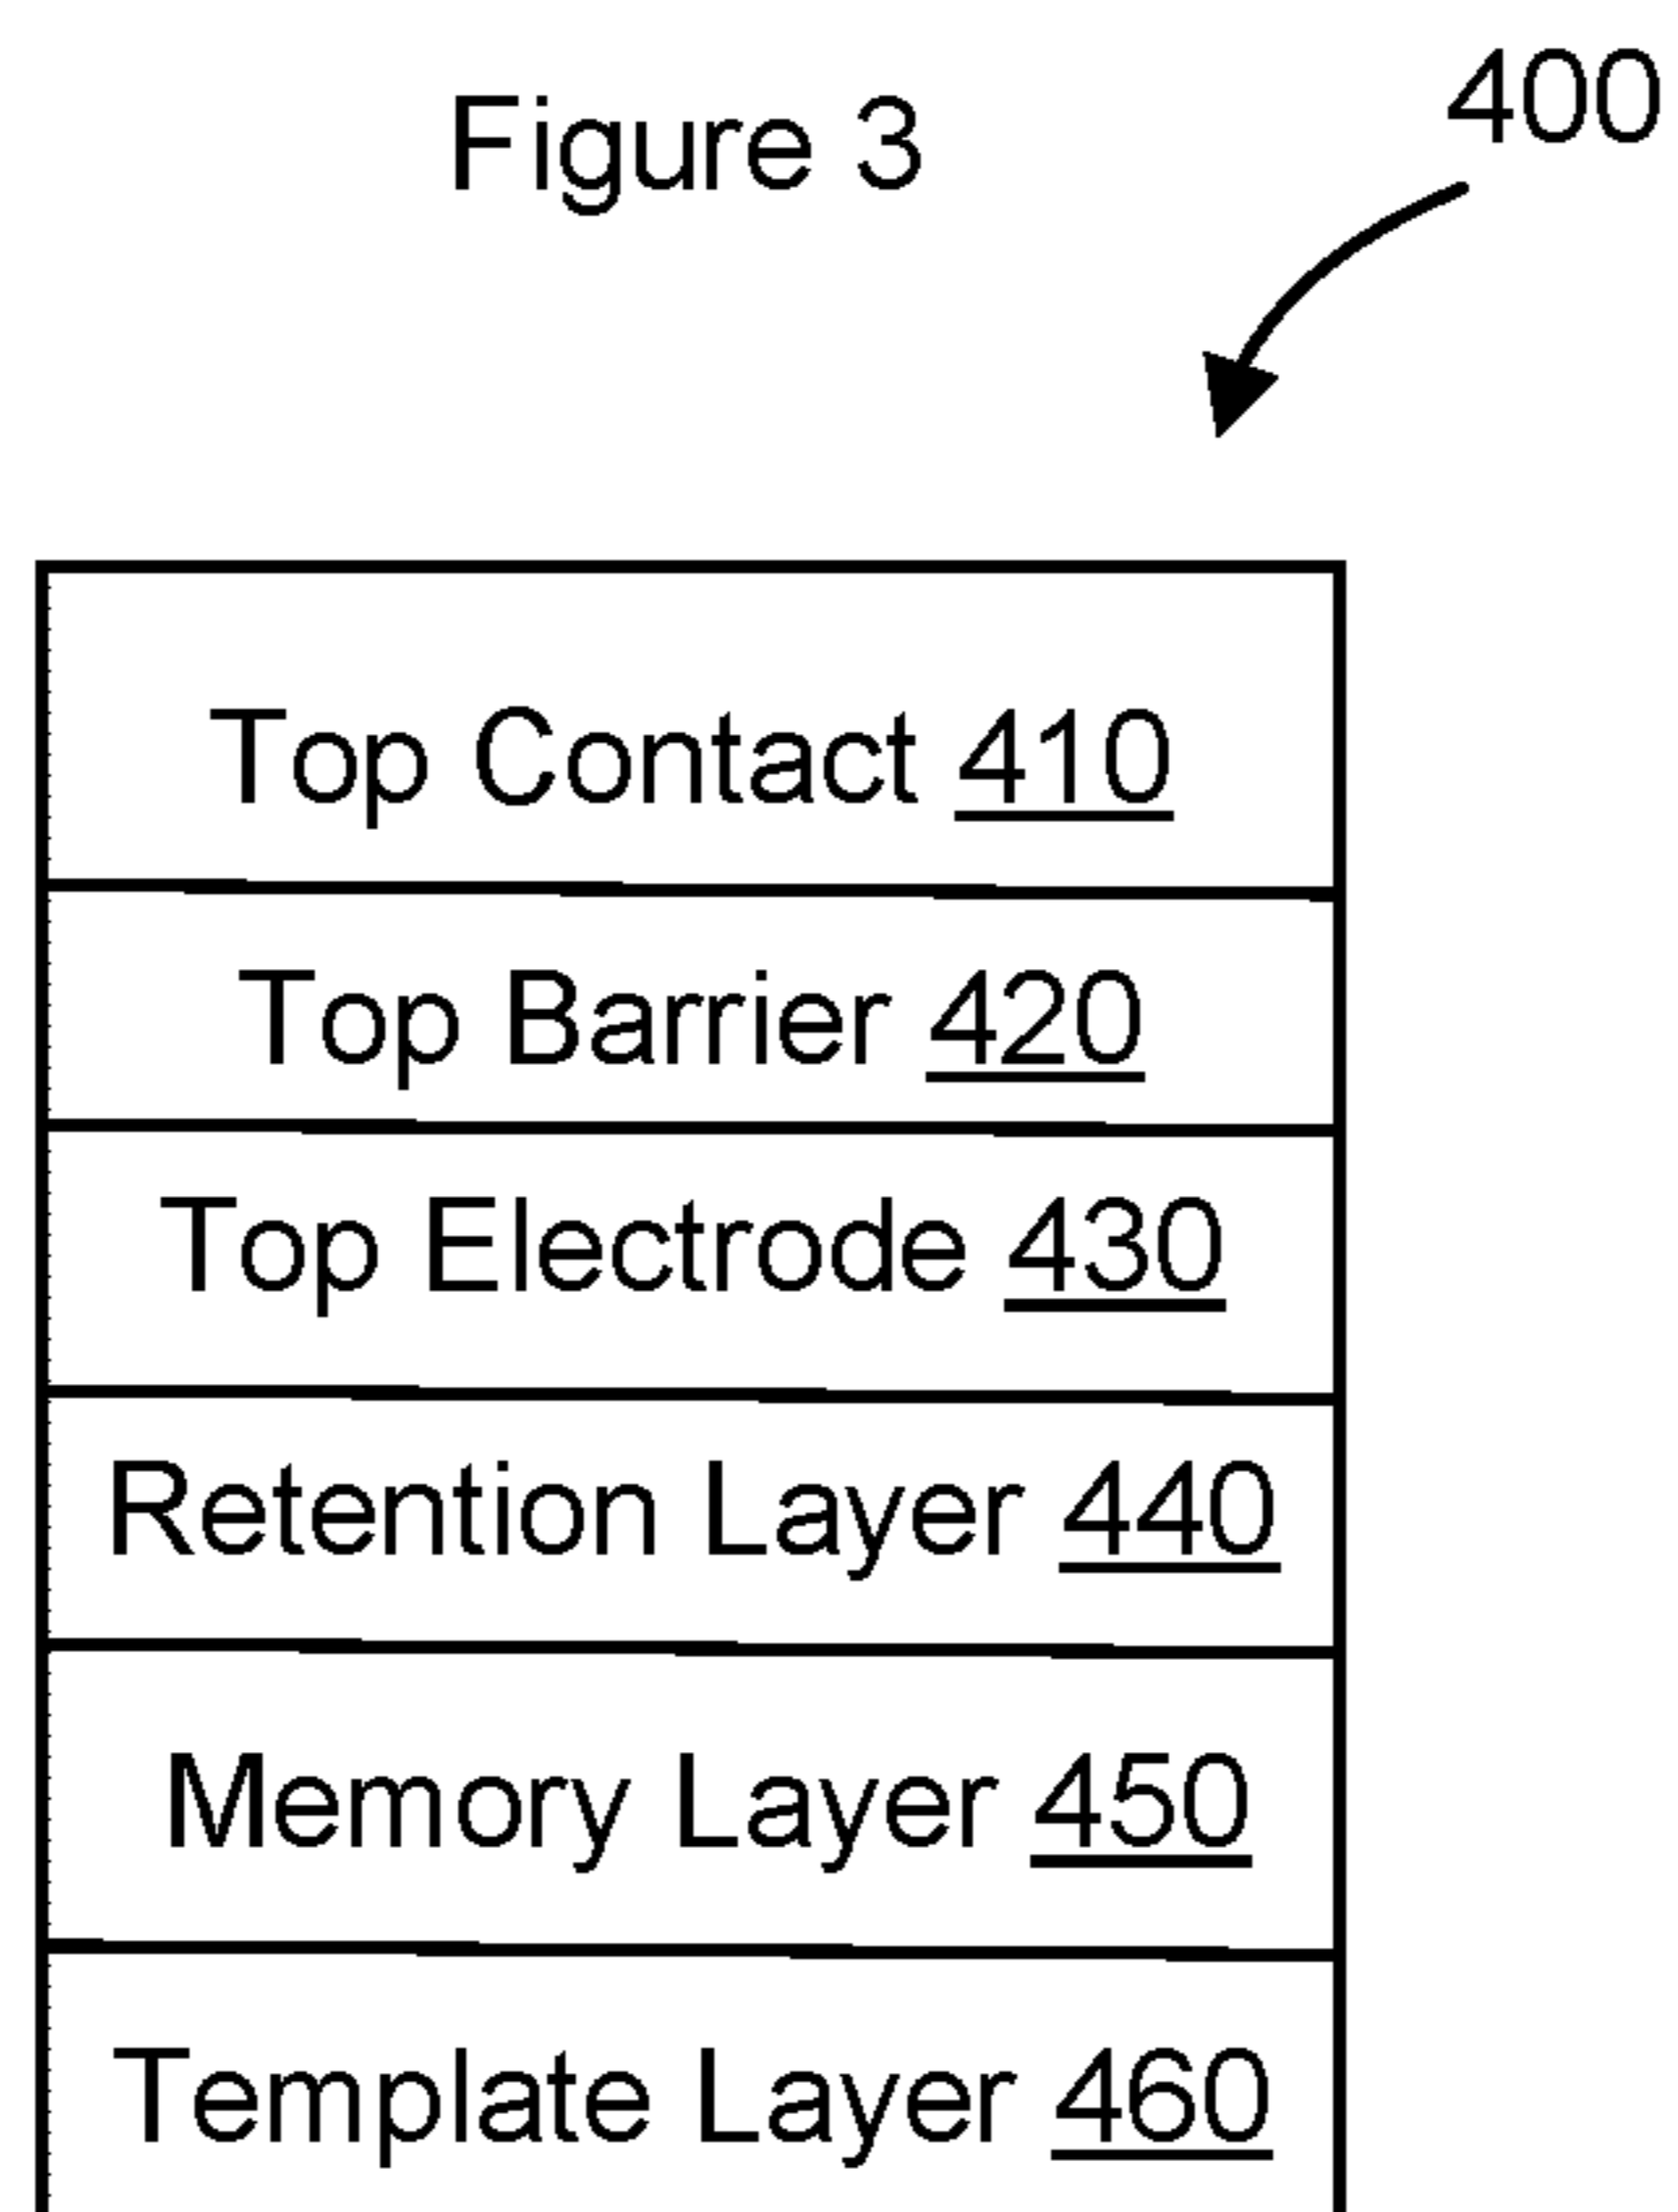 400
Figure 3
Top Contact 410
Top Barrier 420
Top Electrode 430
Retention Layer 440
Memory Layer 450
Template Layer 460